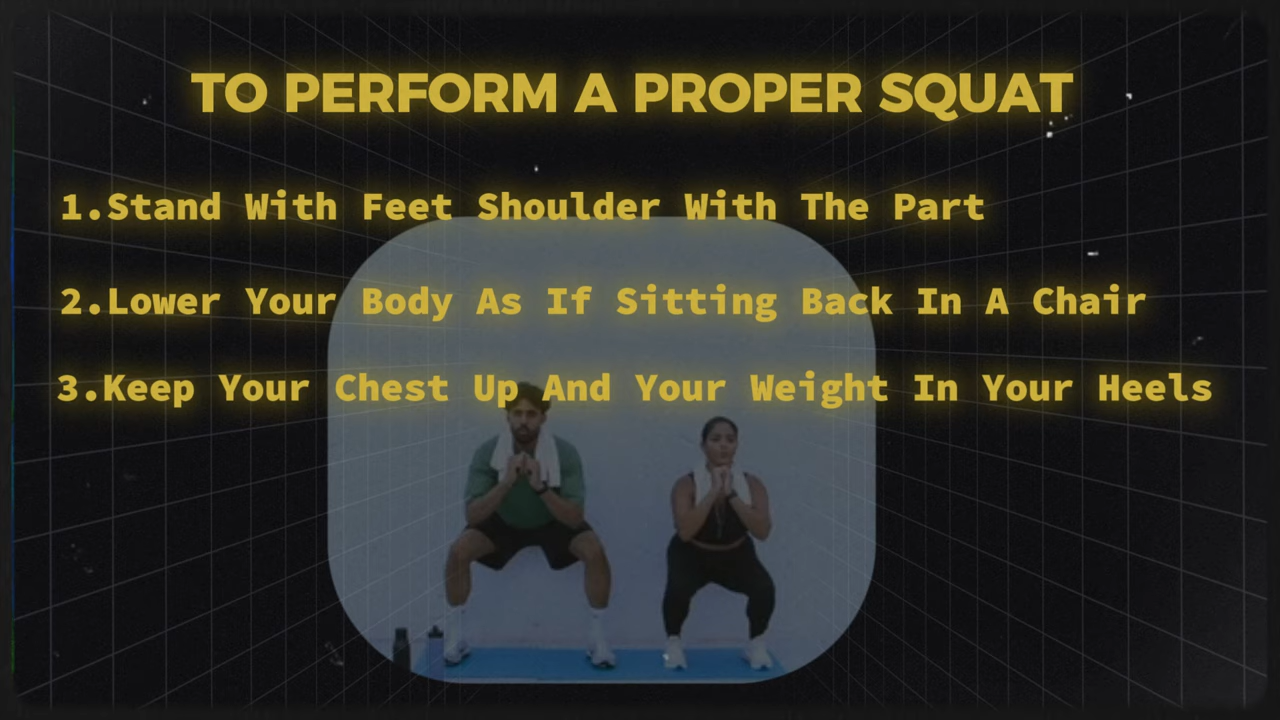 TO PERFORM A PROPER SQUAT
1.Stand With Feet Shoulder With The Part
2.Lower Your Body As If Sitting Back In A Chair
3.Keep Your Chest Up And Your Weight In Your Heels